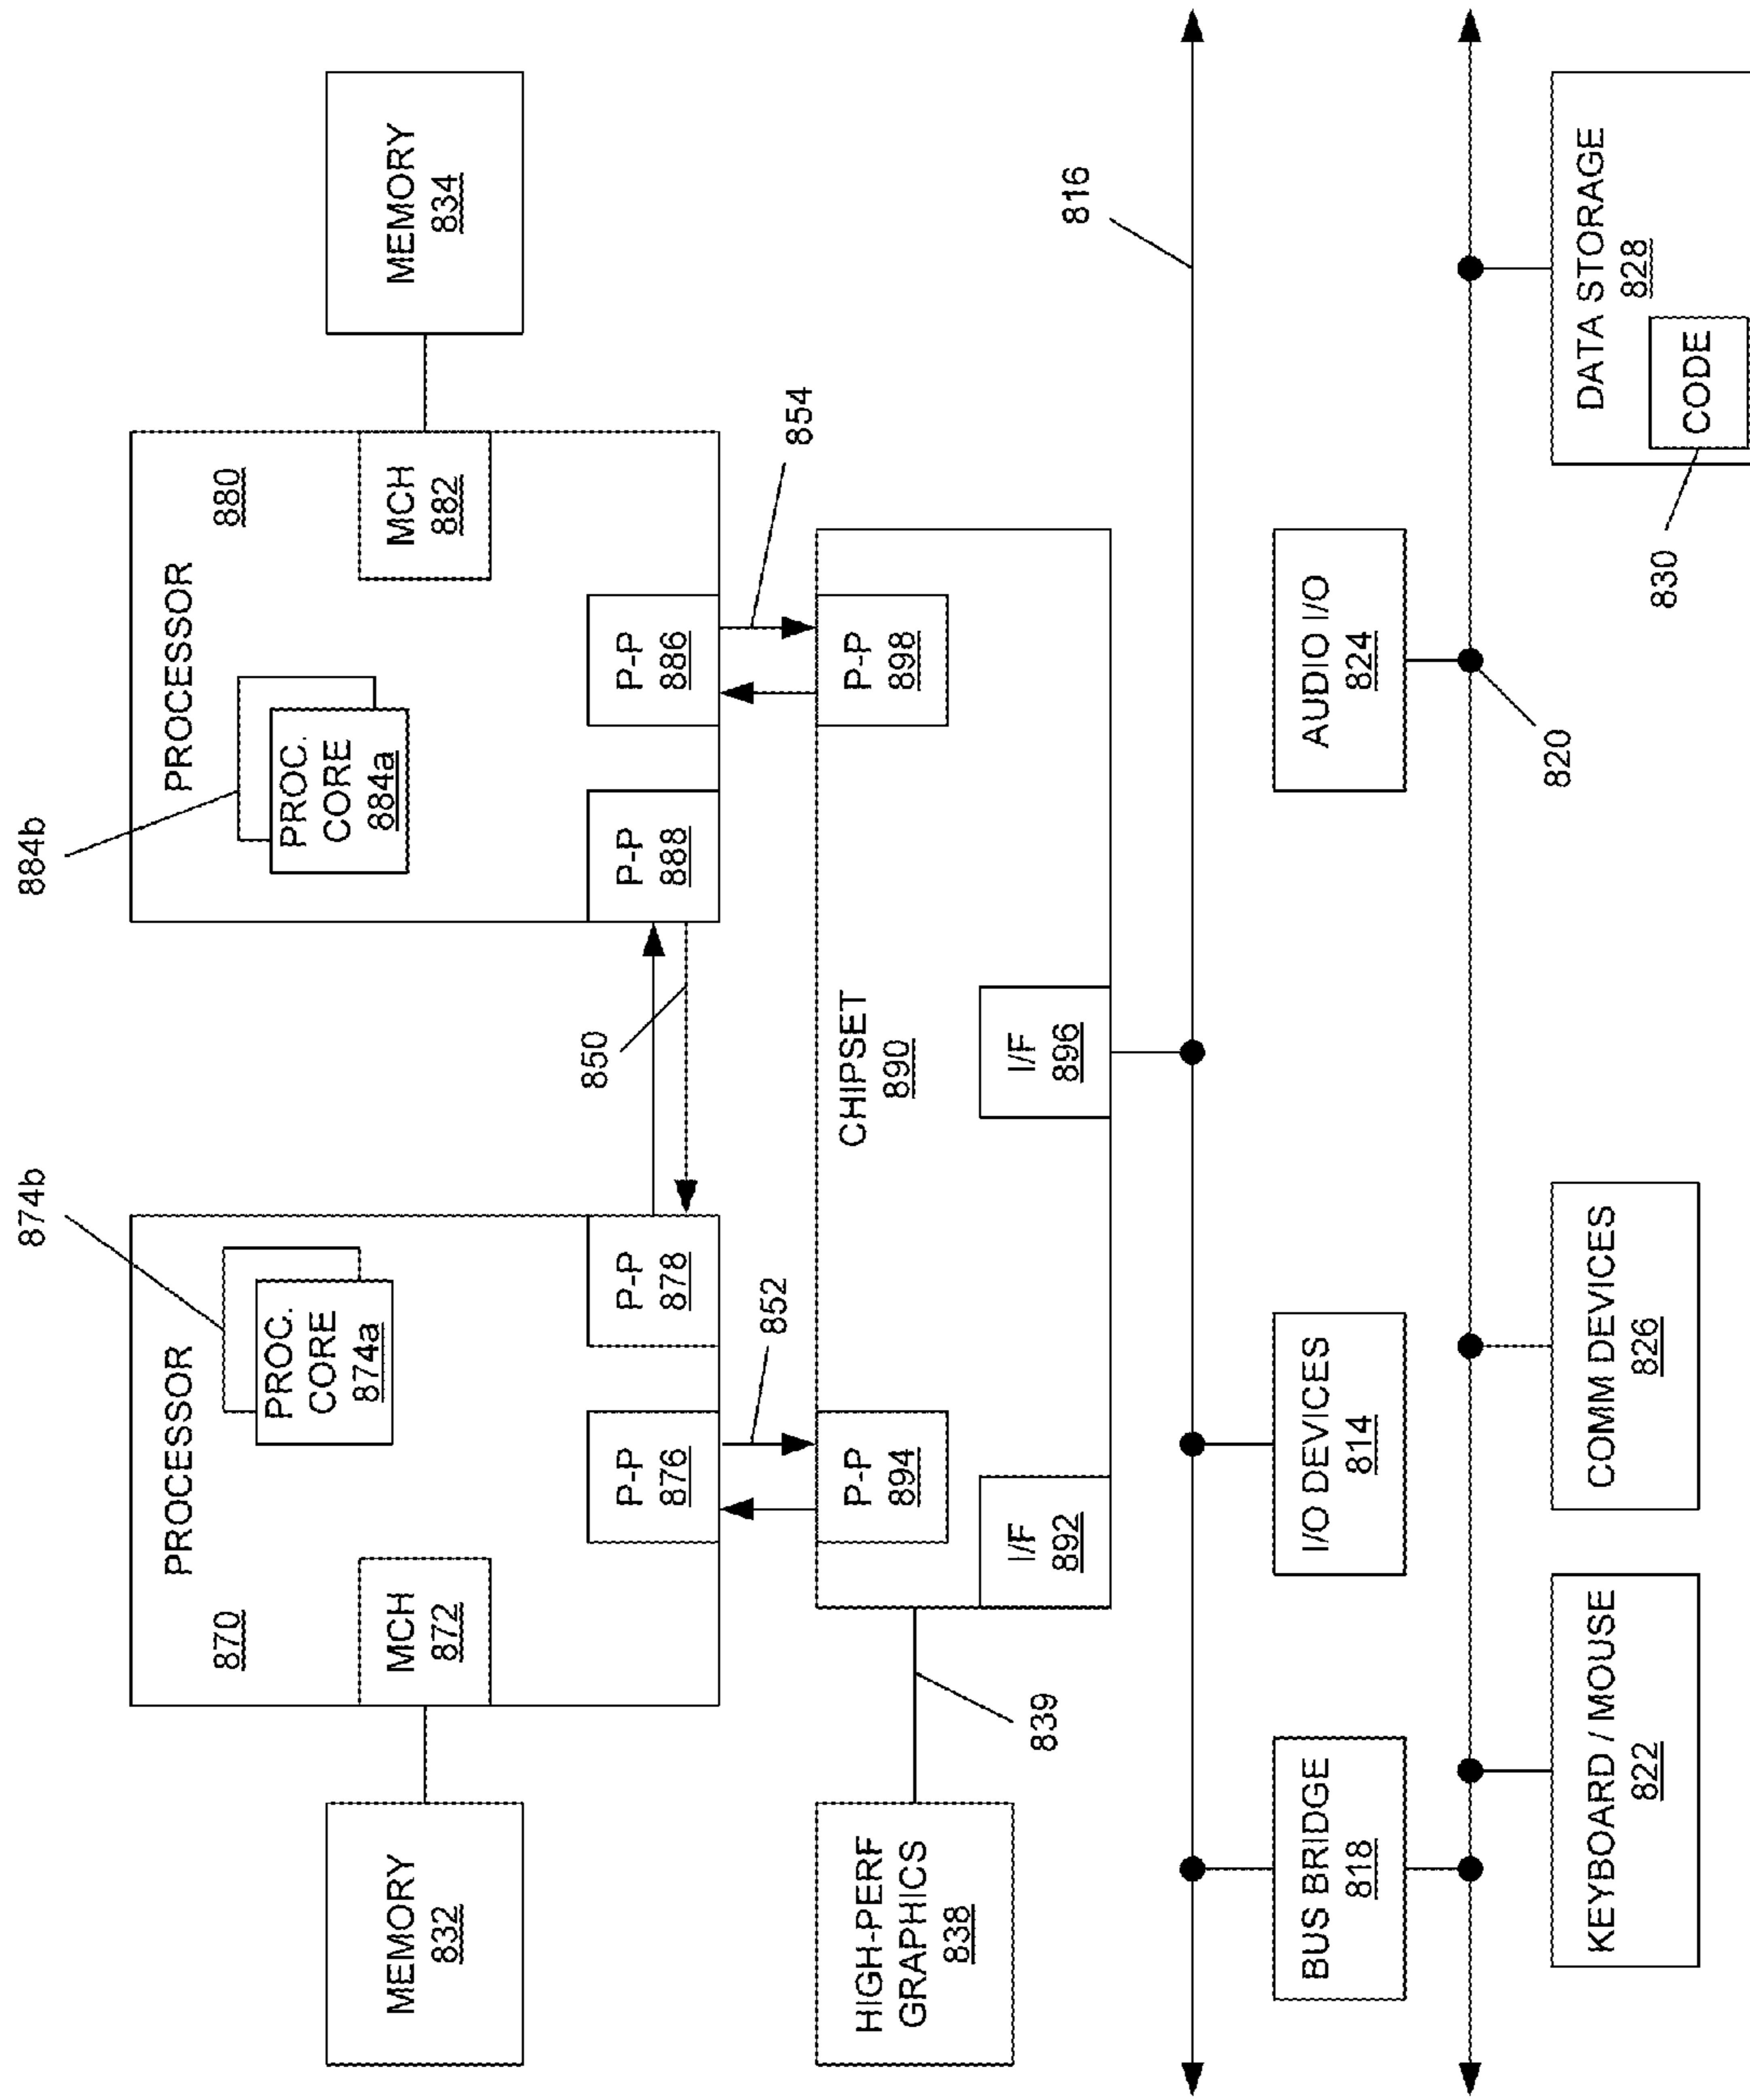 874b
884b
PROCESSOR
870
PROC.
CORE
874a
MCH
872
P-P
876
P-P
878
PROCESSOR
880
PROC.
CORE
884a
MCH
882
P-P
888
P-P
886
MEMORY
832
MEMORY
834
850
852
854
HIGH-PERF
GRAPHICS
838
839
CHIPSET
890
P-P
894
P-P
898
I/F
892
I/F
896
816
BUS BRIDGE
818
I/O DEVICES
814
AUDIO I/O
824
820
KEYBOARD / MOUSE
822
COMM DEVICES
826
DATA STORAGE
828
CODE
830